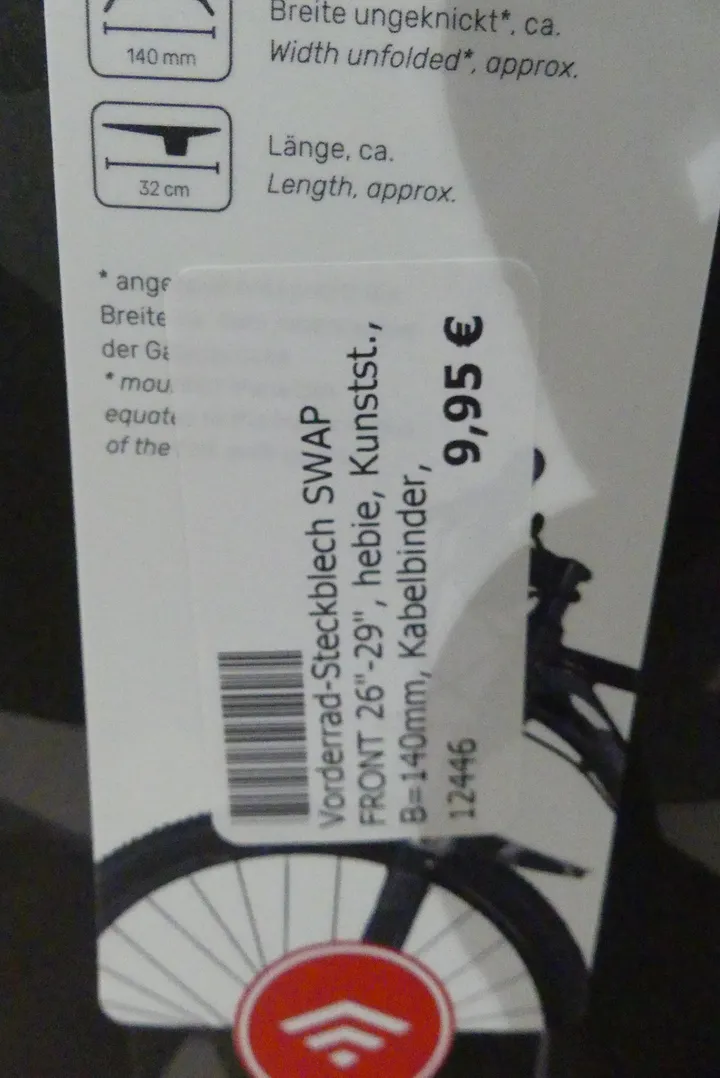 Breite ungeknickt*, ca.
Width unfolded*, approx.
140 mm
Länge, ca.
Length, approx.
32 cm
* ange
Breite
der Ga
* mou
equate
of the
Vorderrad-Steckblech SWAP
FRONT 26"-29", hebie, Kunstst.,
B=140mm, Kabelbinder,
12446
9,95 €